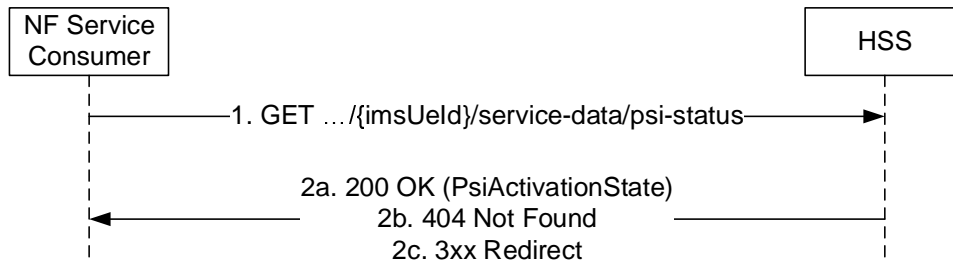 NF Service
Consumer
HSS
1. GET …/{imsUeId}/service-data/psi-status
2a. 200 OK (PsiActivationState)
2b. 404 Not Found
2c. 3xx Redirect